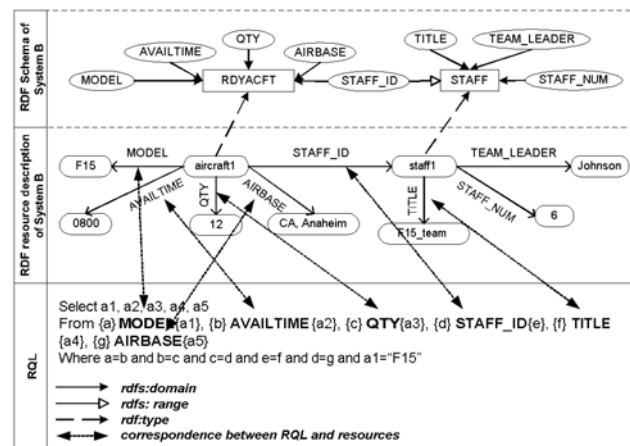 RDF Schema of
System B
QTY
TITLE
TEAM_LEADER
AVAILTIME
AIRBASE
MODEL
RDYACFT
STAFF_ID
STAFF
STAFF_NUM
RDF resource description
of System B
MODEL
STAFF_ID
TEAM_LEADER
F15
aircraft1
staff1
Johnson
AVAILTIME
QTY
AIRBASE
TITLE
STAFF_NUM
0800
12
CA, Anaheim
F15_team
6
RQL
Select a1, a2, a3, a4, a5
From {a} MODEL{a1}, {b} AVAILTIME {a2}, {c} QTY{a3}, {d} STAFF_ID{e}, {f} TITLE
{a4}, {g} AIRBASE{a5}
Where a=b and b=c and c=d and e=f and d=g and a1="F15"
rdfs:domain
rdfs: range
rdf:type
correspondence between RQL and resources